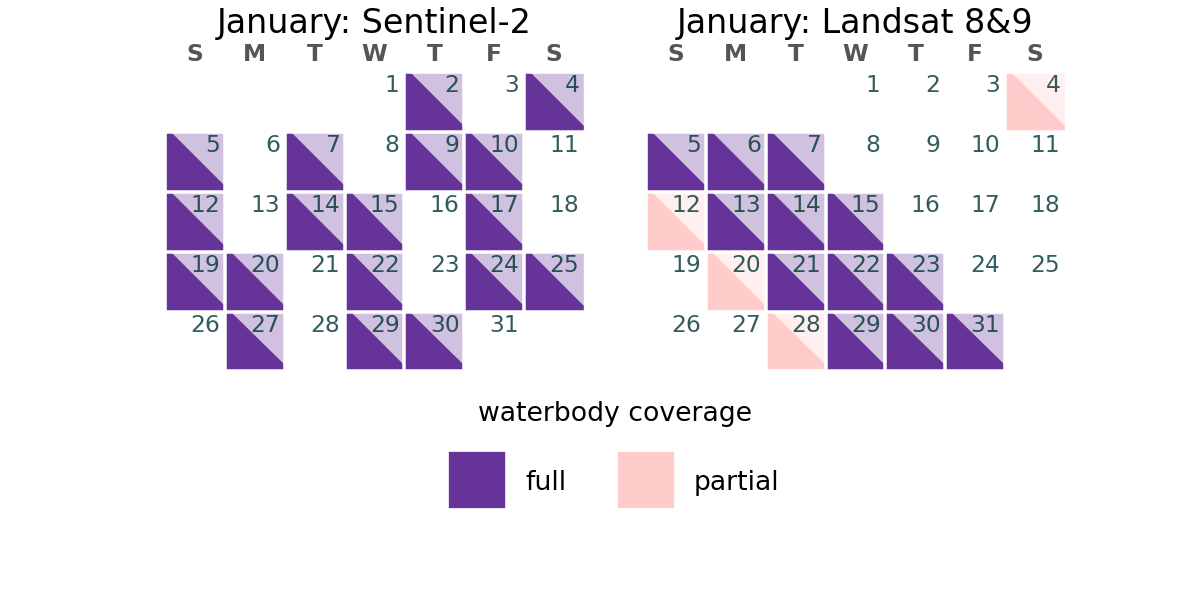 January: Sentinel-2
S M T W T F S
1 2 3 4
5 6 7 8 9 10 11
12 13 14 15 16 17 18
19 20 21 22 23 24 25
26 27 28 29 30 31
January: Landsat 8&9
S M T W T F S
1 2 3 4
5 6 7 8 9 10 11
12 13 14 15 16 17 18
19 20 21 22 23 24 25
26 27 28 29 30 31
waterbody coverage
full partial